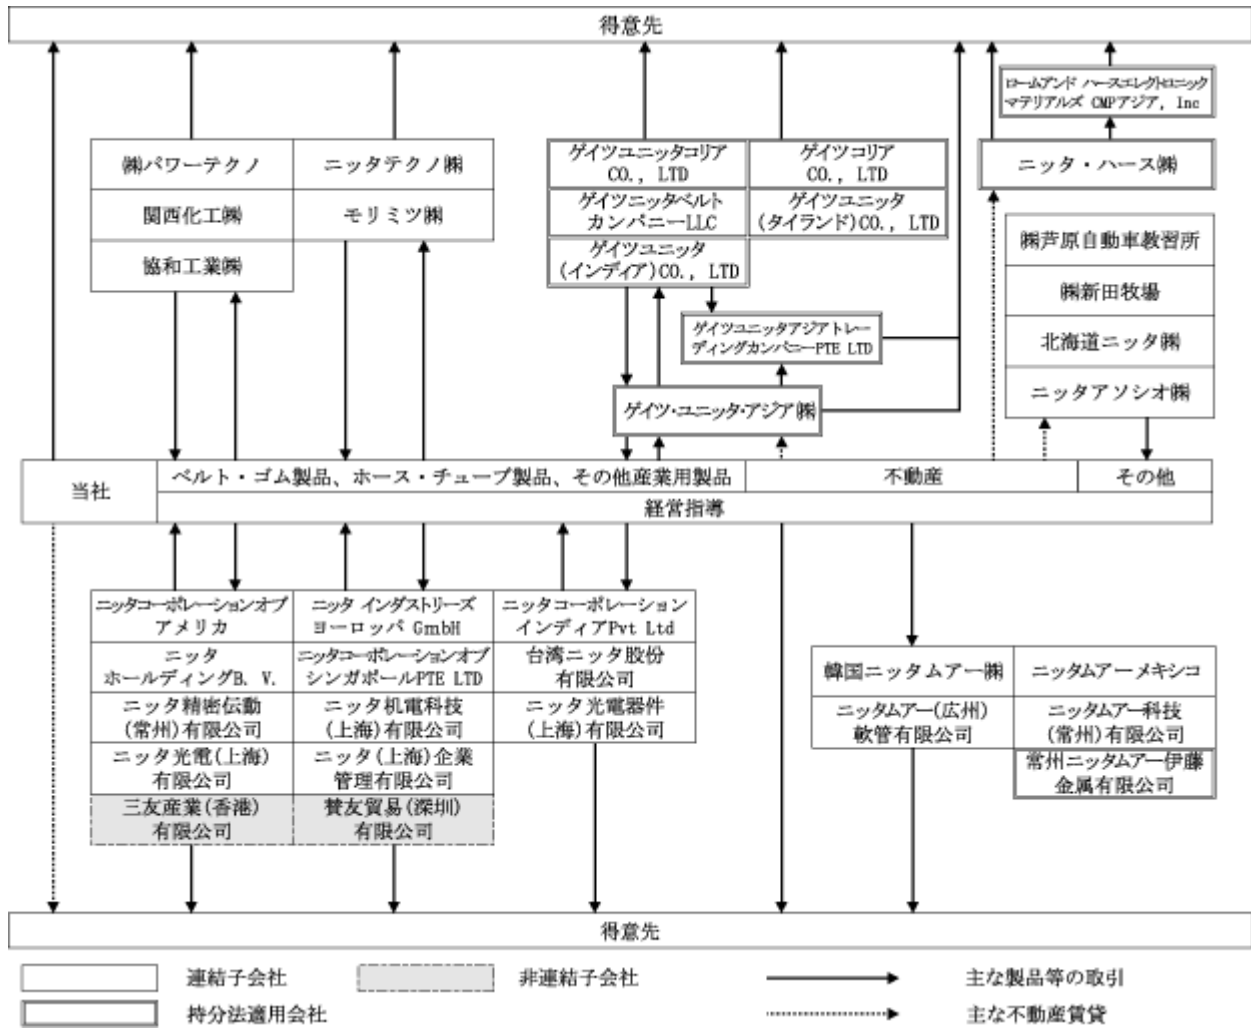 得意先
ロームアンド ハースエレクトロニック
マテリアルズ CMPアジア, Inc
㈱パワーテクノ
ニッタテクノ㈱
ゲイツユニッタコリア
CO., LTD
ゲイツコリア
CO., LTD
ニッタ・ハース㈱
関西化工㈱
モリミツ㈱
ゲイツニッタベルト
カンパニーLLC
ゲイツユニッタ
(タイランド)CO., LTD
㈱芦原自動車教習所
協和工業㈱
ゲイツユニッタ
(インディア)CO., LTD
㈱新田牧場
ゲイツユニッタアジアトレー
ディングカンパニーPTE LTD
北海道ニッタ㈱
ゲイツ・ユニッタ・アジア㈱
ニッタアソシオ㈱
当社
ベルト・ゴム製品、ホース・チューブ製品、その他産業用製品
不動産
その他
経営指導
ニッタコーポレーションオブ
アメリカ
ニッタ インダストリーズ
ヨーロッパ GmbH
ニッタコーポレーション
インディアPvt Ltd
ニッタ
ホールディングB. V.
ニッタコーポレーションオブ
シンガポールPTE LTD
台湾ニッタ股份
有限公司
韓国ニッタムアー㈱
ニッタムアーメキシコ
ニッタ精密伝動
(常州)有限公司
ニッタ机電科技
(上海)有限公司
ニッタ光電器件
(上海)有限公司
ニッタムアー(広州)
軟管有限公司
ニッタムアー科技
(常州)有限公司
ニッタ光電(上海)
有限公司
ニッタ(上海)企業
管理有限公司
常州ニッタムアー伊藤
金属有限公司
三友産業(香港)
有限公司
賛友貿易(深圳)
有限公司
得意先
連結子会社
非連結子会社
主な製品等の取引
持分法適用会社
主な不動産賃貸